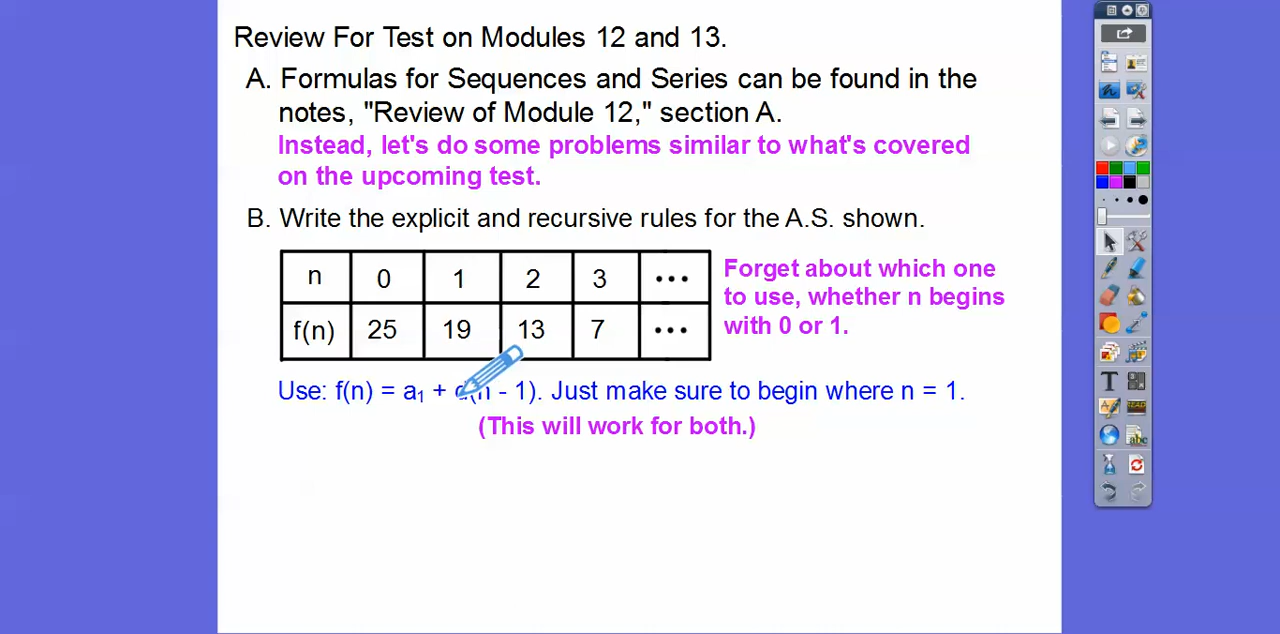 Review For Test on Modules 12 and 13.
A. Formulas for Sequences and Series can be found in the
notes, "Review of Module 12," section A.
Instead, let's do some problems similar to what's covered
on the upcoming test.
B. Write the explicit and recursive rules for the A.S. shown.
n 0 1 2 3 •••
f(n) 25 19 13 7 •••
Forget about which one
to use, whether n begins
with 0 or 1.
Use: f(n) = a₁ + d(n - 1). Just make sure to begin where n = 1.
(This will work for both.)